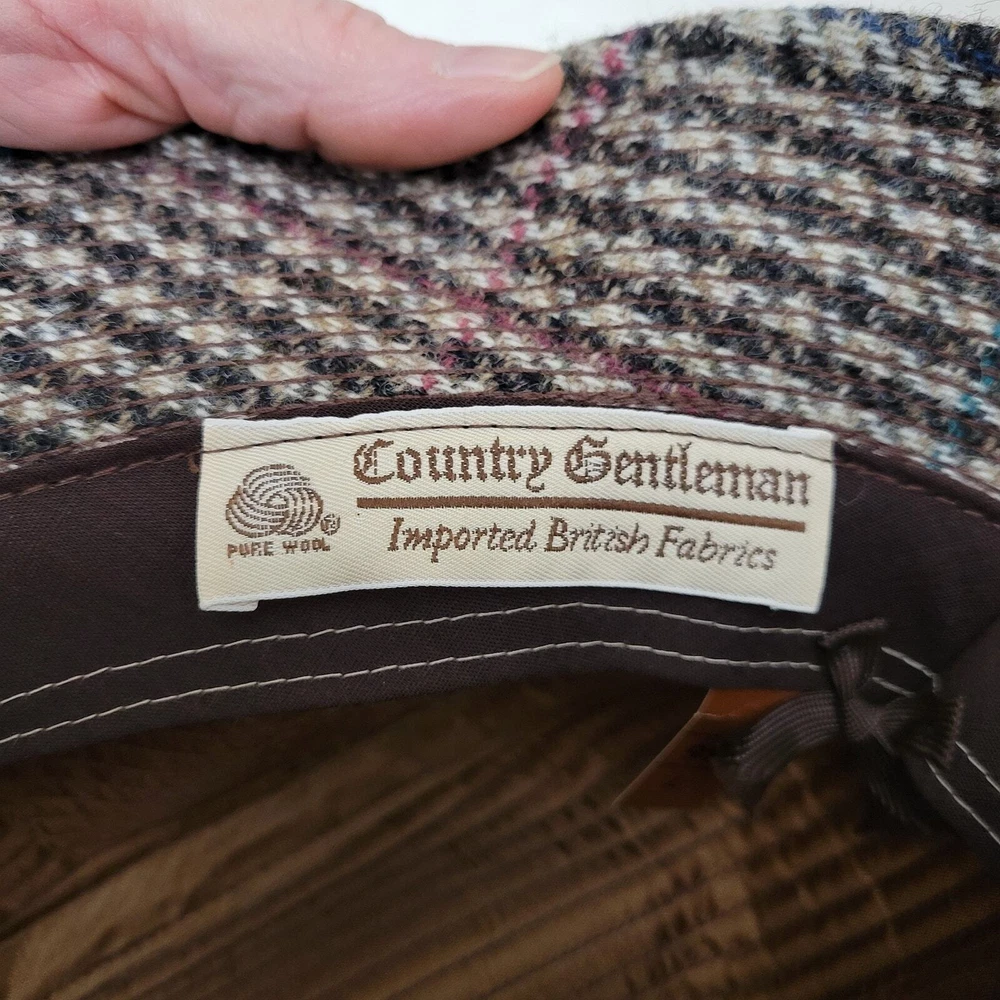 Country Gentleman
Imported British Fabrics
PURE WOOL